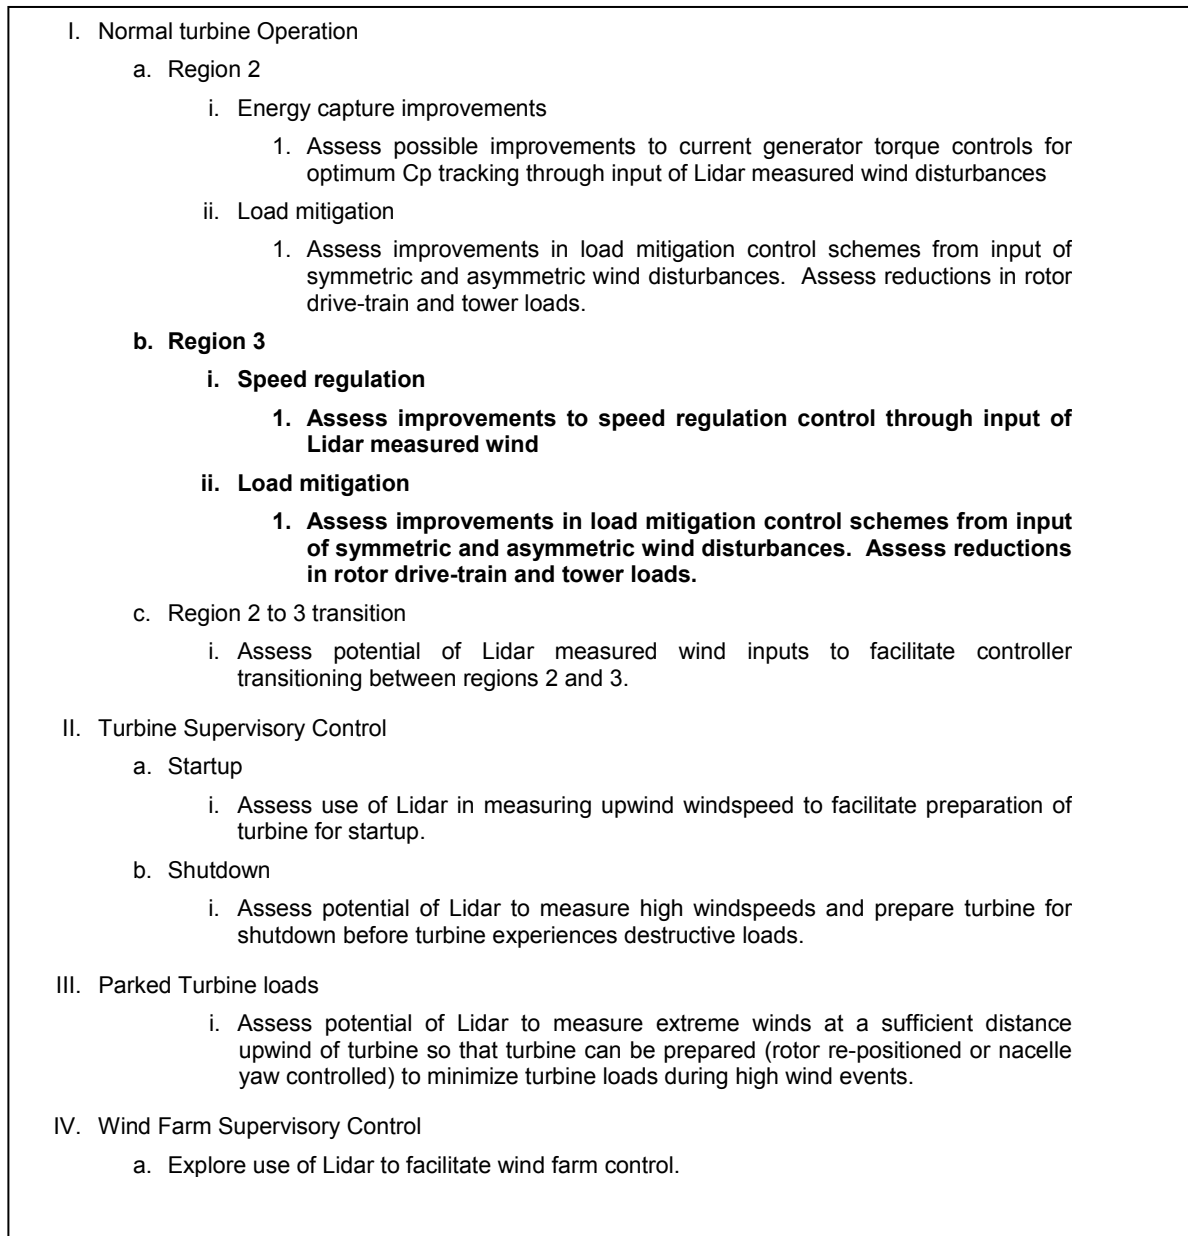 I. Normal turbine Operation
a. Region 2
i. Energy capture improvements
1. Assess possible improvements to current generator torque controls for
optimum Cp tracking through input of Lidar measured wind disturbances
ii. Load mitigation
1. Assess improvements in load mitigation control schemes from input of
symmetric and asymmetric wind disturbances. Assess reductions in rotor
drive-train and tower loads.
b. Region 3
i. Speed regulation
1. Assess improvements to speed regulation control through input of
Lidar measured wind
ii. Load mitigation
1. Assess improvements in load mitigation control schemes from input
of symmetric and asymmetric wind disturbances. Assess reductions
in rotor drive-train and tower loads.
c. Region 2 to 3 transition
i. Assess potential of Lidar measured wind inputs to facilitate controller
transitioning between regions 2 and 3.
II. Turbine Supervisory Control
a. Startup
i. Assess use of Lidar in measuring upwind windspeed to facilitate preparation of
turbine for startup.
b. Shutdown
i. Assess potential of Lidar to measure high windspeeds and prepare turbine for
shutdown before turbine experiences destructive loads.
III. Parked Turbine loads
i. Assess potential of Lidar to measure extreme winds at a sufficient distance
upwind of turbine so that turbine can be prepared (rotor re-positioned or nacelle
yaw controlled) to minimize turbine loads during high wind events.
IV. Wind Farm Supervisory Control
a. Explore use of Lidar to facilitate wind farm control.